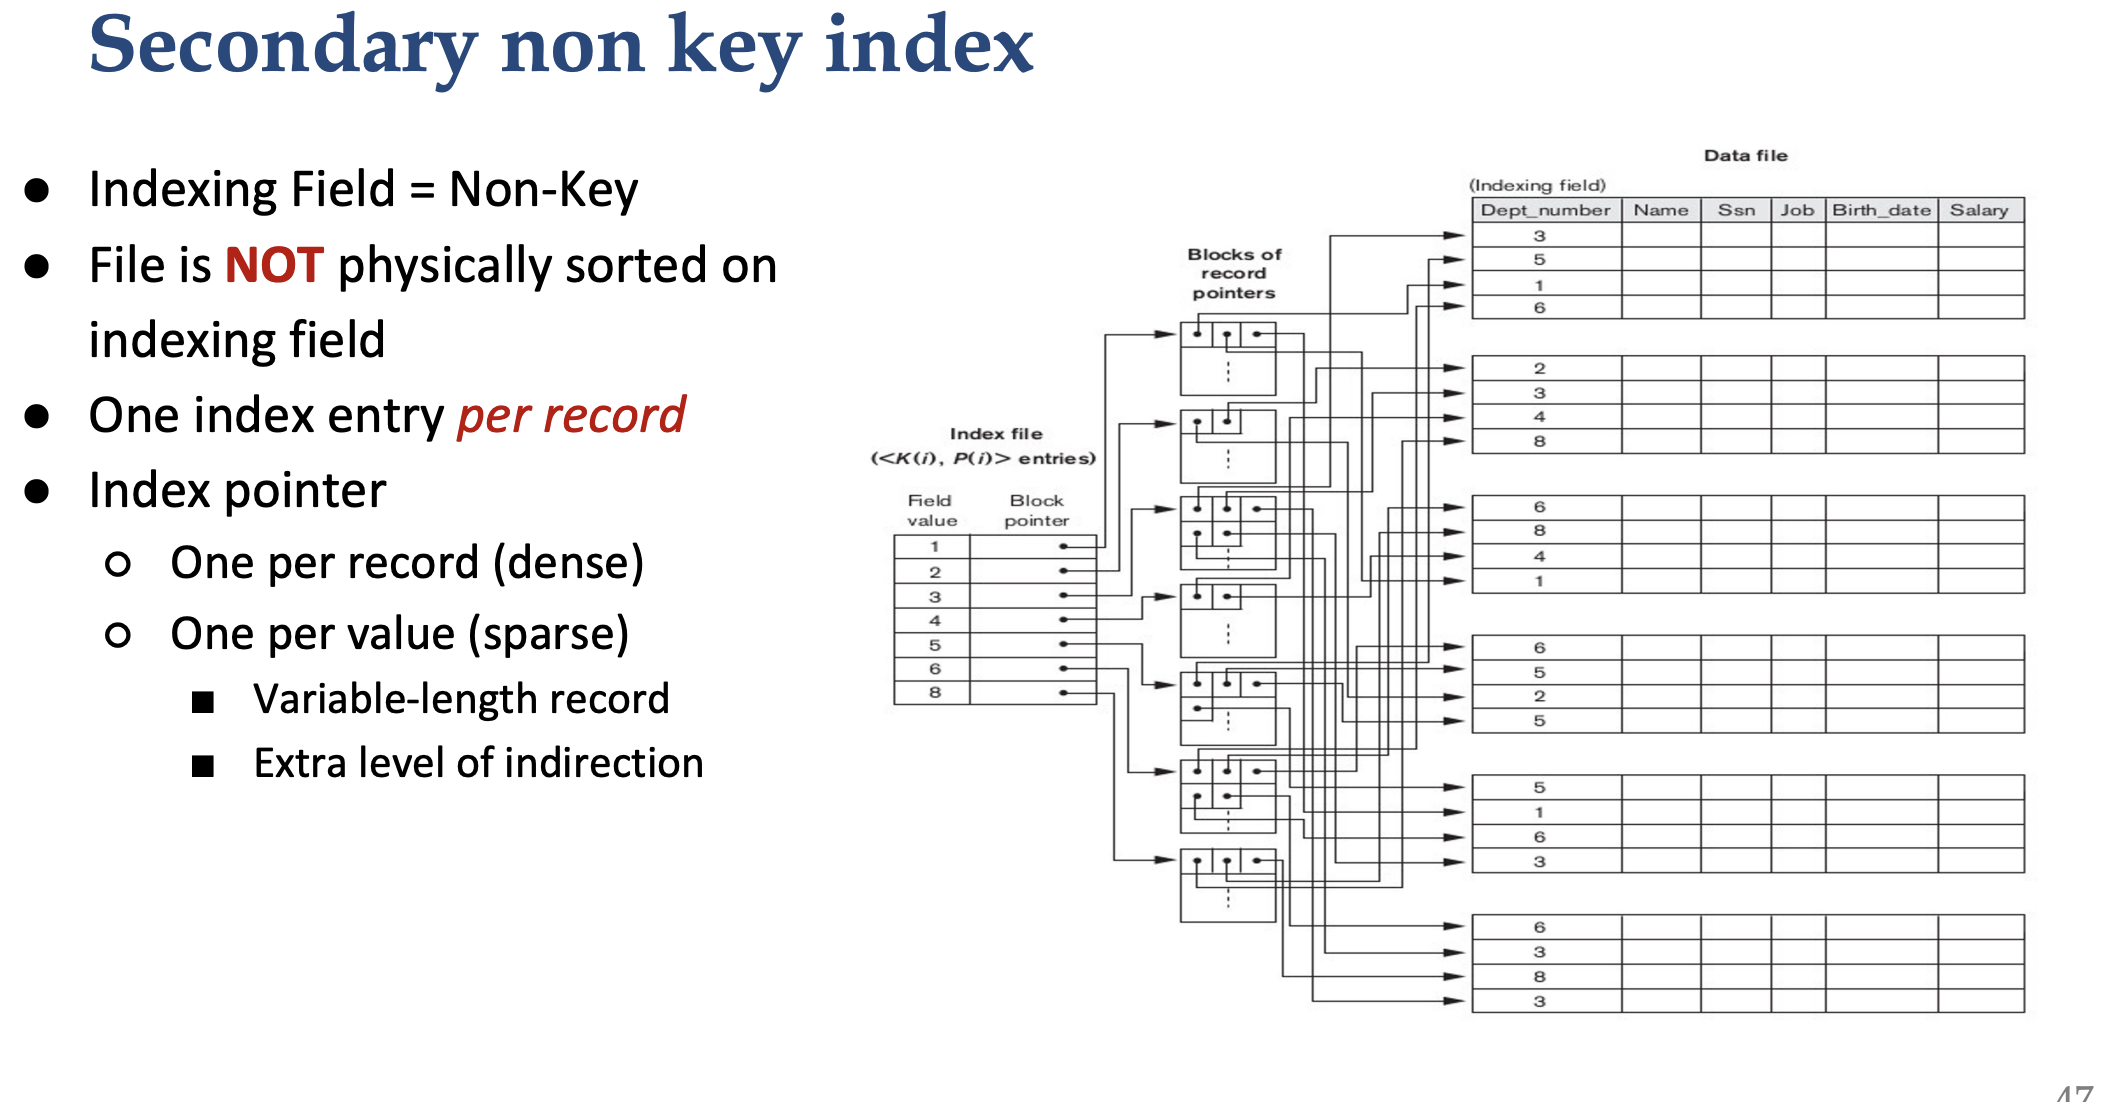 Secondary non key index
● Indexing Field = Non-Key
● File is NOT physically sorted on
indexing field
● One index entry per record
● Index pointer
○ One per record (dense)
○ One per value (sparse)
■ Variable-length record
■ Extra level of indirection
Index file
(<K(i), P(i)> entries)
Field value
Block pointer
1
2
3
4
5
6
8
Blocks of
record
pointers
Data file
(Indexing field)
Dept_number Name Ssn Job Birth_date Salary
3
5
1
6
2
3
4
8
6
8
4
1
6
5
2
5
5
1
6
3
6
3
8
3
47